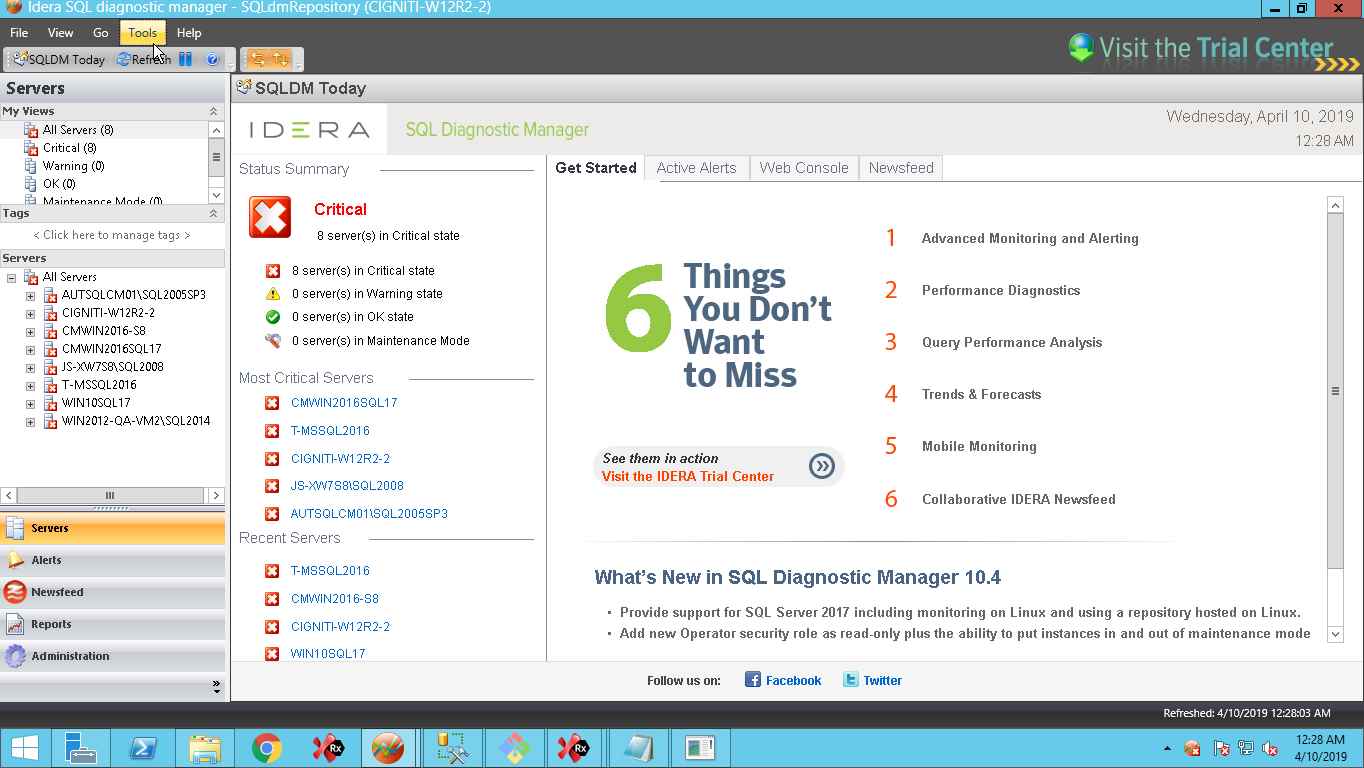 Idera SQL diagnostic manager - SQLdmRepository (CIGNITI-W12R2-2)
File View Go Tools Help
Visit the Trial Center
SQLDM Today Refresh
Servers
My Views
All Servers (8)
Critical (8)
Warning (0)
OK (0)
Maintenance Mode (0)
Tags
< Click here to manage tags >
Servers
All Servers
AUTSQLCM01\SQL2005SP3
CIGNITI-W12R2-2
CMWIN2016-S8
CMWIN2016SQL17
JS-XW7S8\SQL2008
T-MSSQL2016
WIN10SQL17
WIN2012-QA-VM2\SQL2014
Servers
Alerts
Newsfeed
Reports
Administration
SQLDM Today
IDERA SQL Diagnostic Manager
Wednesday, April 10, 2019
12:28 AM
Status Summary
Critical
8 server(s) in Critical state
8 server(s) in Critical state
0 server(s) in Warning state
0 server(s) in OK state
0 server(s) in Maintenance Mode
Most Critical Servers
CMWIN2016SQL17
T-MSSQL2016
CIGNITI-W12R2-2
JS-XW7S8\SQL2008
AUTSQLCM01\SQL2005SP3
Recent Servers
T-MSSQL2016
CMWIN2016-S8
CIGNITI-W12R2-2
WIN10SQL17
Get Started Active Alerts Web Console Newsfeed
6 Things
You Don't
Want
to Miss
See them in action
Visit the IDERA Trial Center
1 Advanced Monitoring and Alerting
2 Performance Diagnostics
3 Query Performance Analysis
4 Trends & Forecasts
5 Mobile Monitoring
6 Collaborative IDERA Newsfeed
What's New in SQL Diagnostic Manager 10.4
• Provide support for SQL Server 2017 including monitoring on Linux and using a repository hosted on Linux.
• Add new Operator security role as read-only plus the ability to put instances in and out of maintenance mode
Follow us on: Facebook Twitter
Refreshed: 4/10/2019 12:28:03 AM
Rx
Rx
12:28 AM
4/10/2019